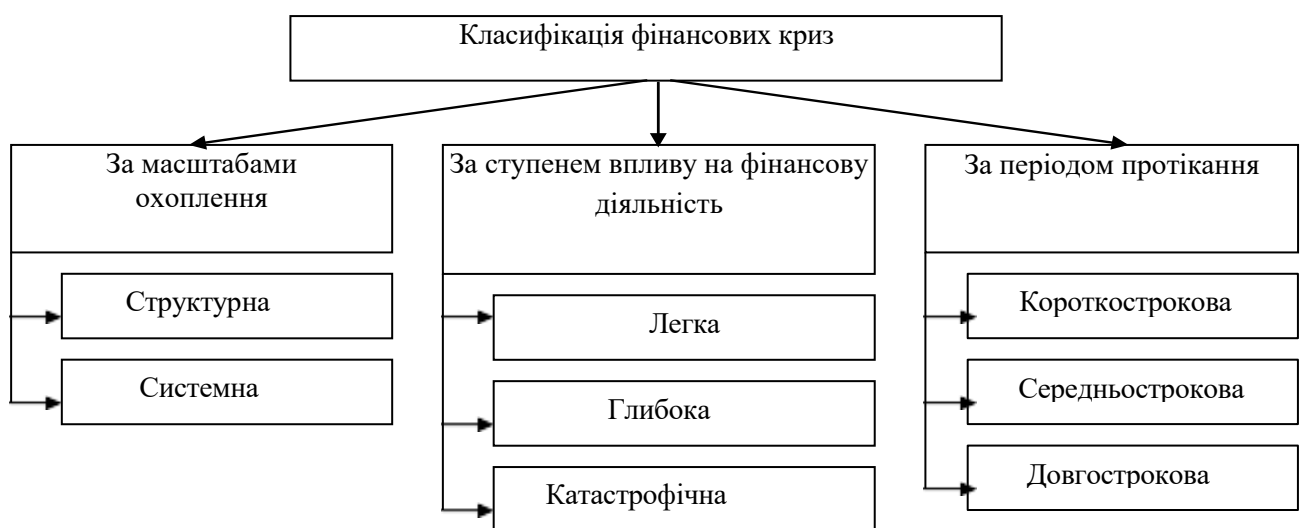 Класифікація фінансових криз
За масштабами
охоплення
Структурна
Системна
За ступенем впливу на фінансову
діяльність
Легка
Глибока
Катастрофічна
За періодом протікання
Короткострокова
Середньострокова
Довгострокова